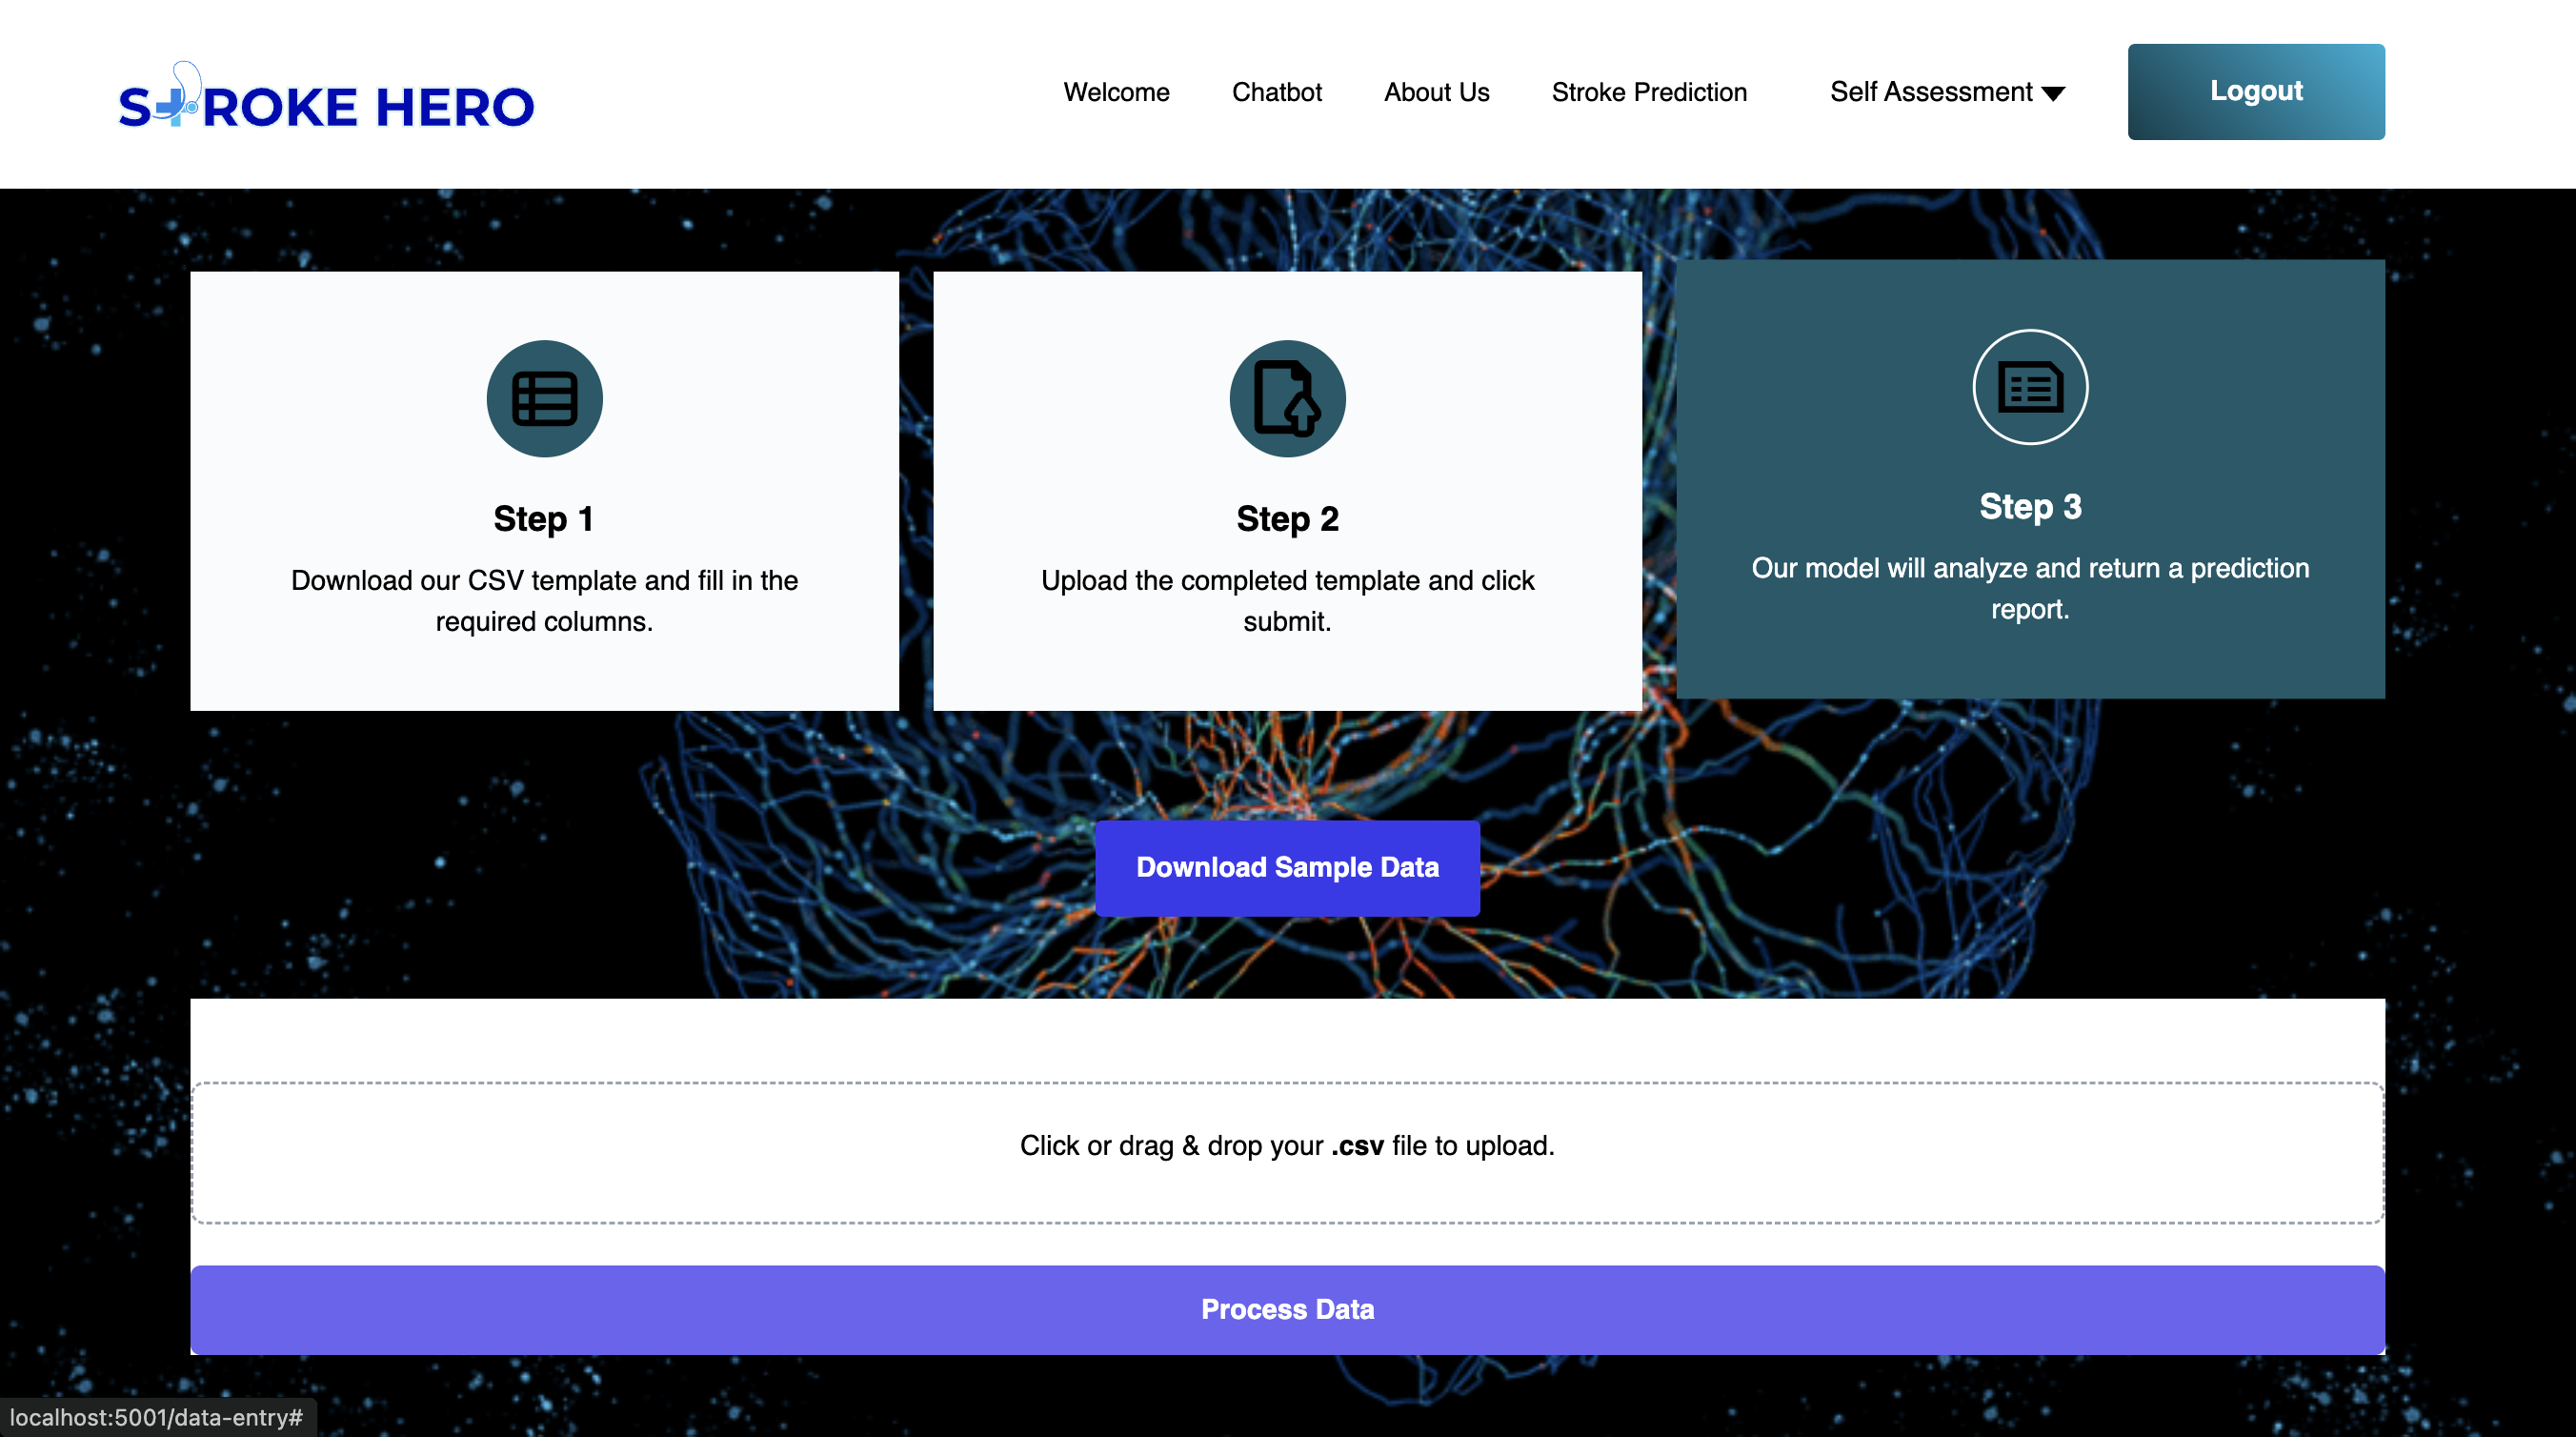 STROKE HERO
Welcome
Chatbot
About Us
Stroke Prediction
Self Assessment
Logout
Step 1
Download our CSV template and fill in the
required columns.
Step 2
Upload the completed template and click
submit.
Step 3
Our model will analyze and return a prediction
report.
Download Sample Data
Click or drag & drop your .csv file to upload.
Process Data
localhost:5001/data-entry#